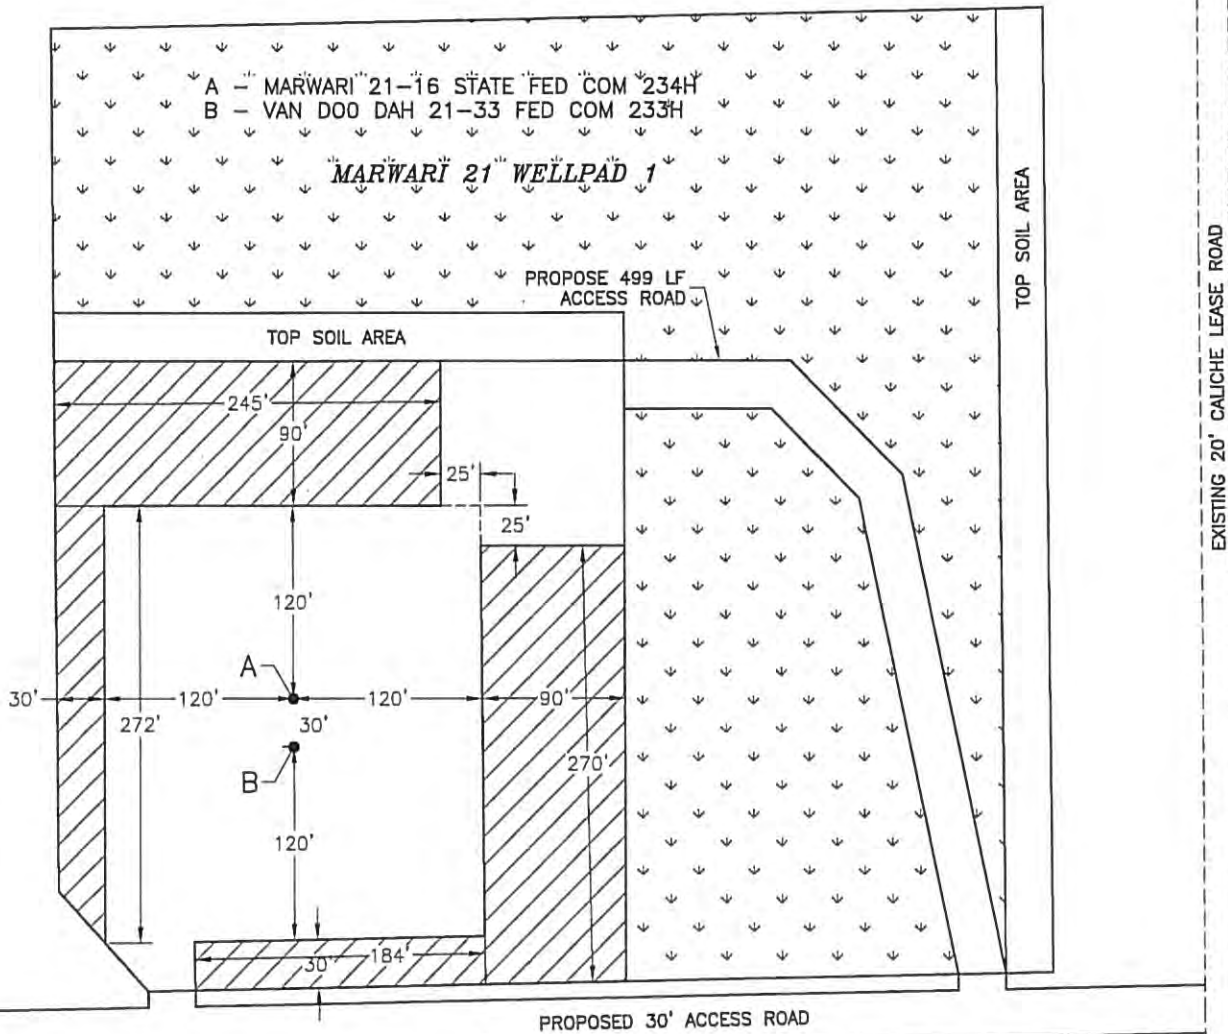 A - MARWARI 21-16 STATE FED COM 234H
B - VAN DOO DAH 21-33 FED COM 233H
MARWARI 21 WELLPAD 1
TOP SOIL AREA
EXISTING 20' CALICHE LEASE ROAD
PROPOSE 499 LF
ACCESS ROAD
TOP SOIL AREA
245'
90'
25'
25'
120'
A
30'
120'
120'
90'
272'
30'
B
270'
120'
184'
30'
PROPOSED 30' ACCESS ROAD